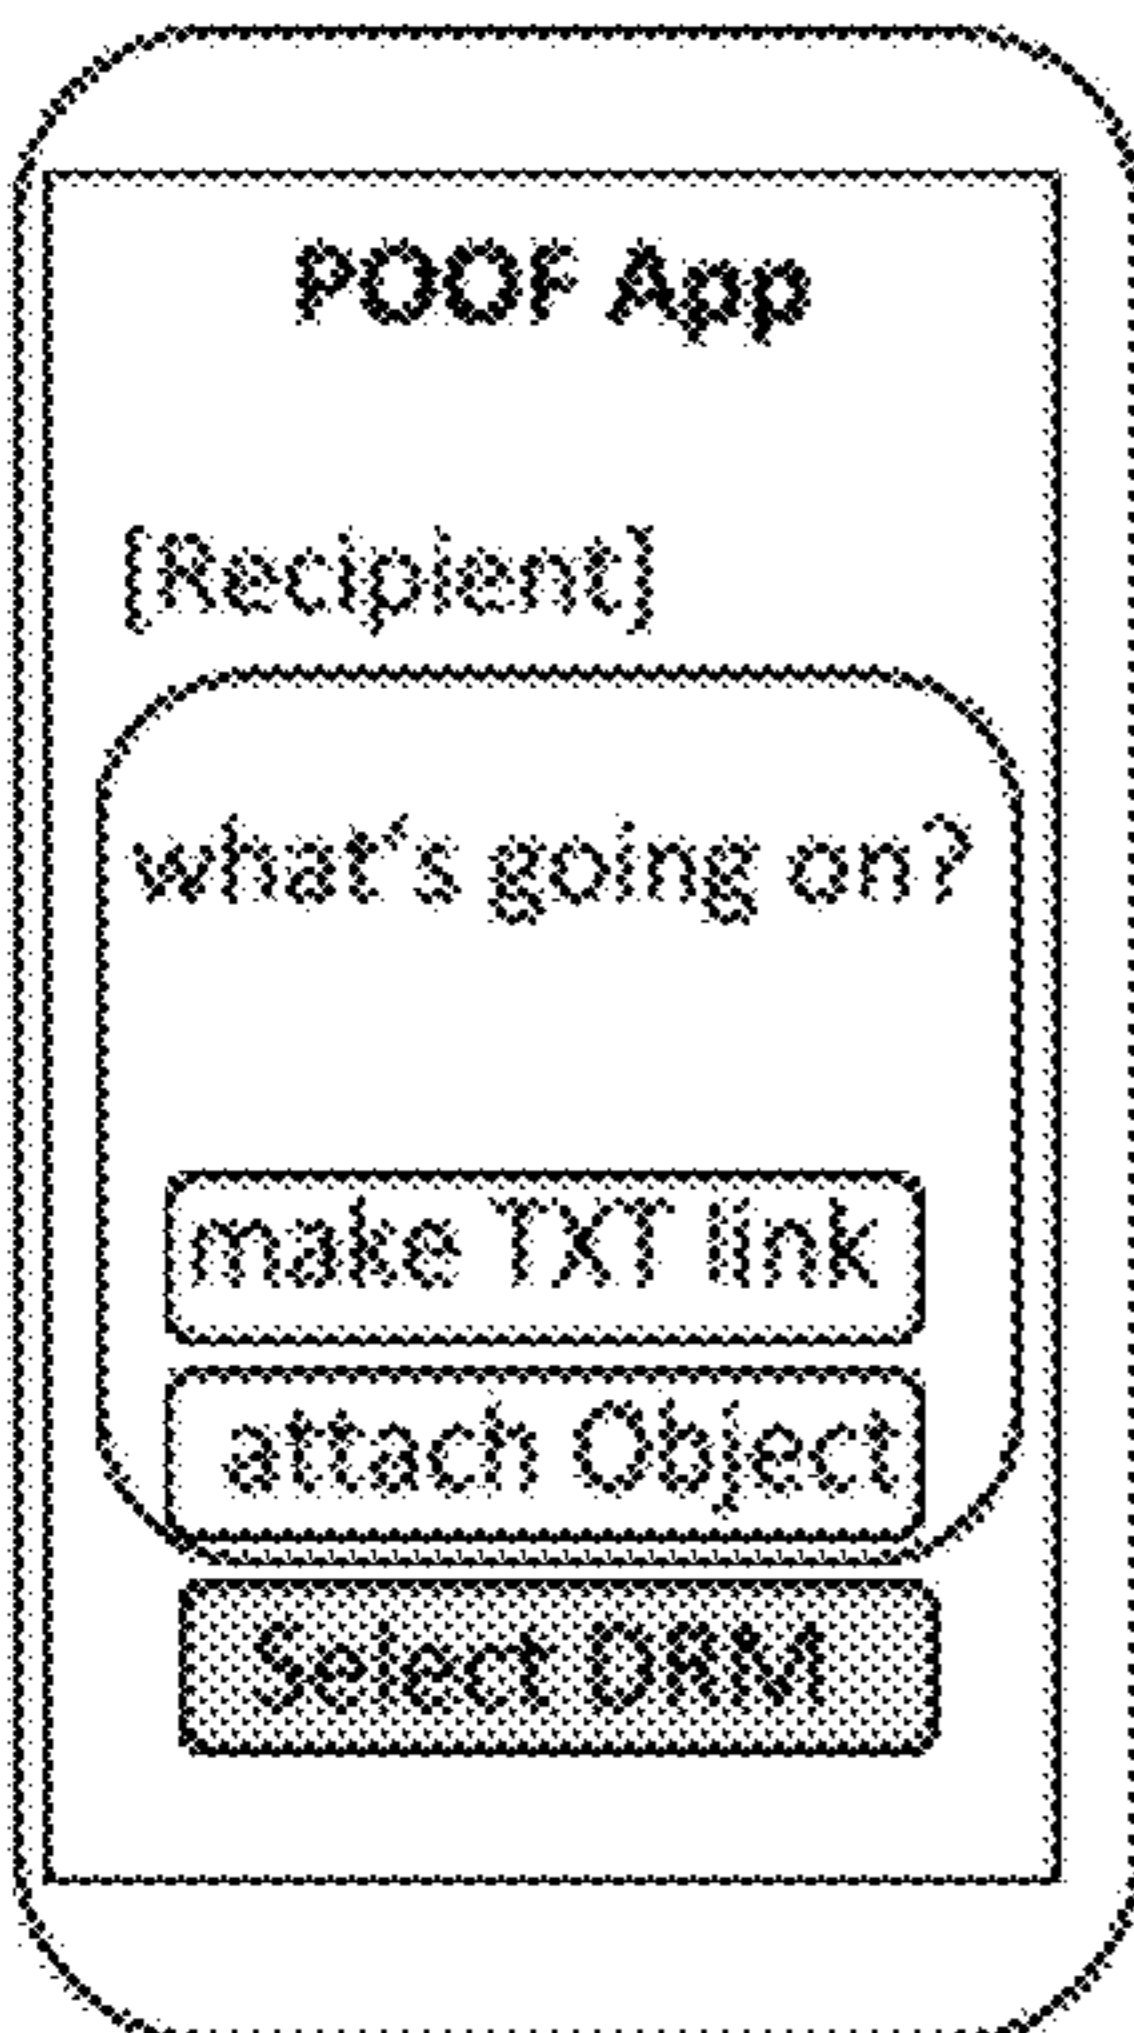 POOF App
[Recipient]
what's going on?
make TXT link
attach Object
Select DRM